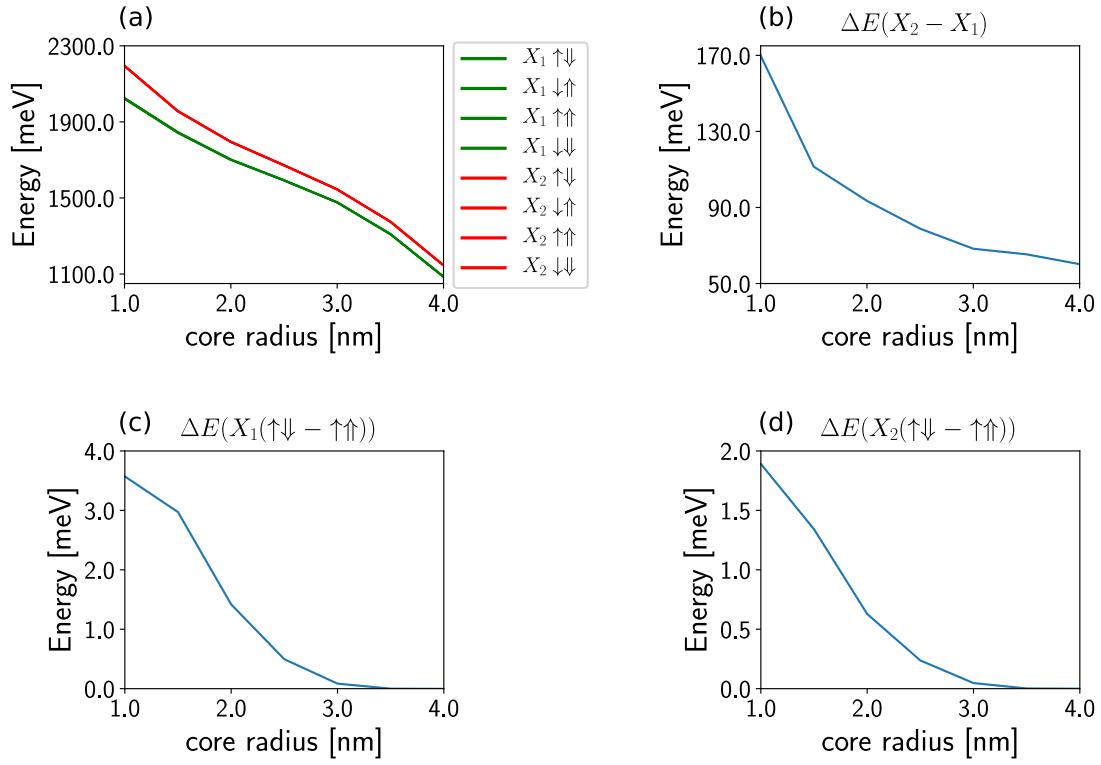 (a)
Energy [meV]
2300.0
1900.0
1500.0
1100.0
1.0 2.0 3.0 4.0
core radius [nm]
X₁ ↑⇓
X₁ ↓⇑
X₁ ↑⇑
X₁ ↓⇓
X₂ ↑⇓
X₂ ↓⇑
X₂ ↑⇑
X₂ ↓⇓
(b)
ΔE(X₂ − X₁)
Energy [meV]
170.0
130.0
90.0
50.0
1.0 2.0 3.0 4.0
core radius [nm]
(c)
ΔE(X₁(↑⇓ − ↑⇑))
Energy [meV]
4.0
3.0
2.0
1.0
0.0
1.0 2.0 3.0 4.0
core radius [nm]
(d)
ΔE(X₂(↑⇓ − ↑⇑))
Energy [meV]
2.0
1.5
1.0
0.5
0.0
1.0 2.0 3.0 4.0
core radius [nm]